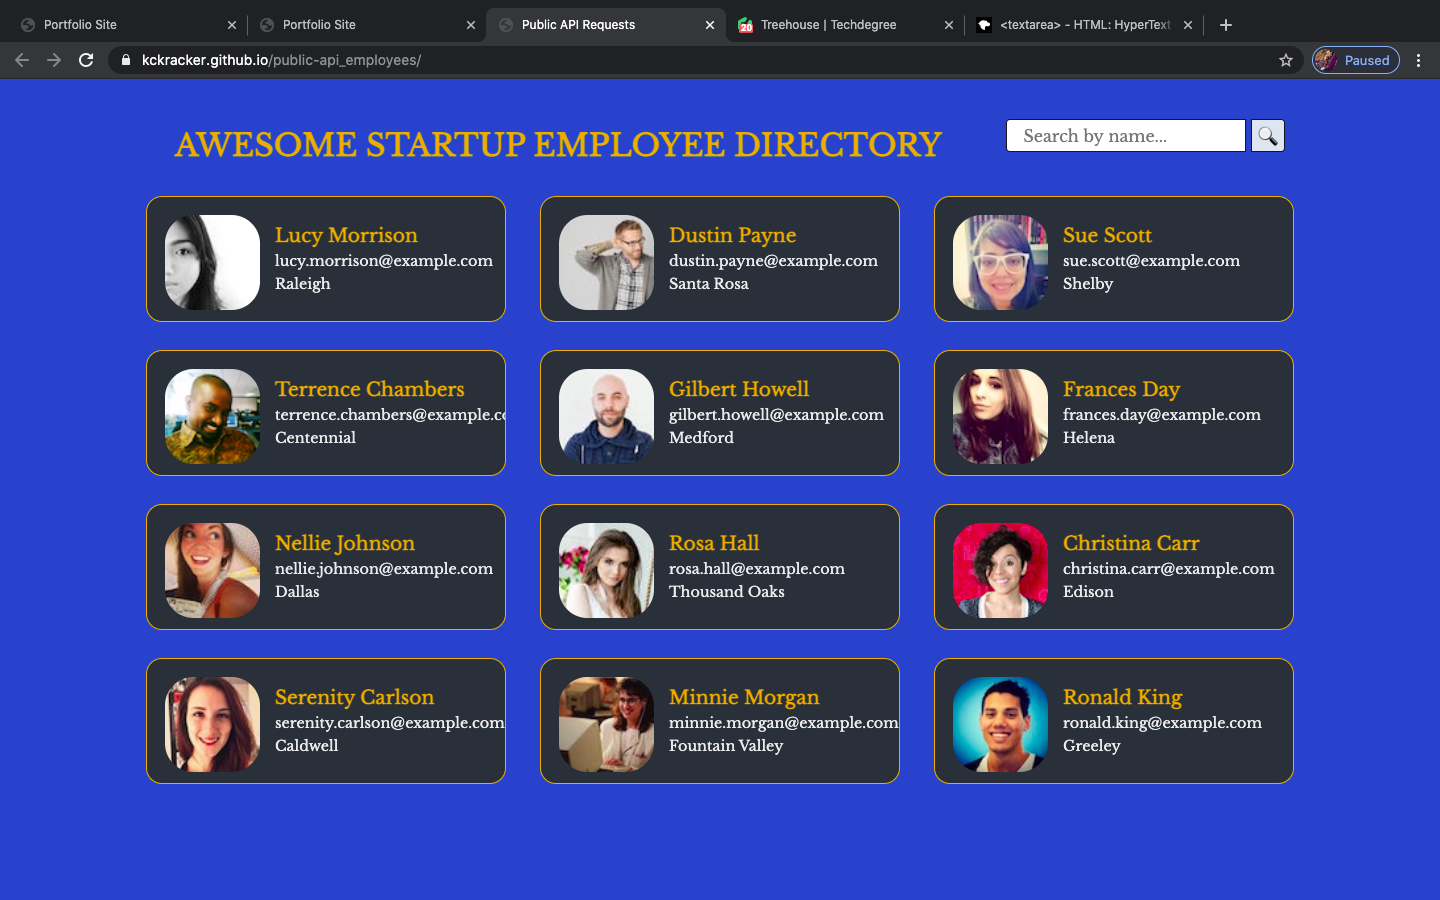 Portfolio Site
Portfolio Site
Public API Requests
20
Treehouse | Techdegree
<textarea> - HTML: HyperText
kckracker.github.io/public-api_employees/
Paused
AWESOME STARTUP EMPLOYEE DIRECTORY
Search by name...
Lucy Morrison
lucy.morrison@example.com
Raleigh
Dustin Payne
dustin.payne@example.com
Santa Rosa
Sue Scott
sue.scott@example.com
Shelby
Terrence Chambers
terrence.chambers@example.co
Centennial
Gilbert Howell
gilbert.howell@example.com
Medford
Frances Day
frances.day@example.com
Helena
Nellie Johnson
nellie.johnson@example.com
Dallas
Rosa Hall
rosa.hall@example.com
Thousand Oaks
Christina Carr
christina.carr@example.com
Edison
Serenity Carlson
serenity.carlson@example.com
Caldwell
Minnie Morgan
minnie.morgan@example.com
Fountain Valley
Ronald King
ronald.king@example.com
Greeley